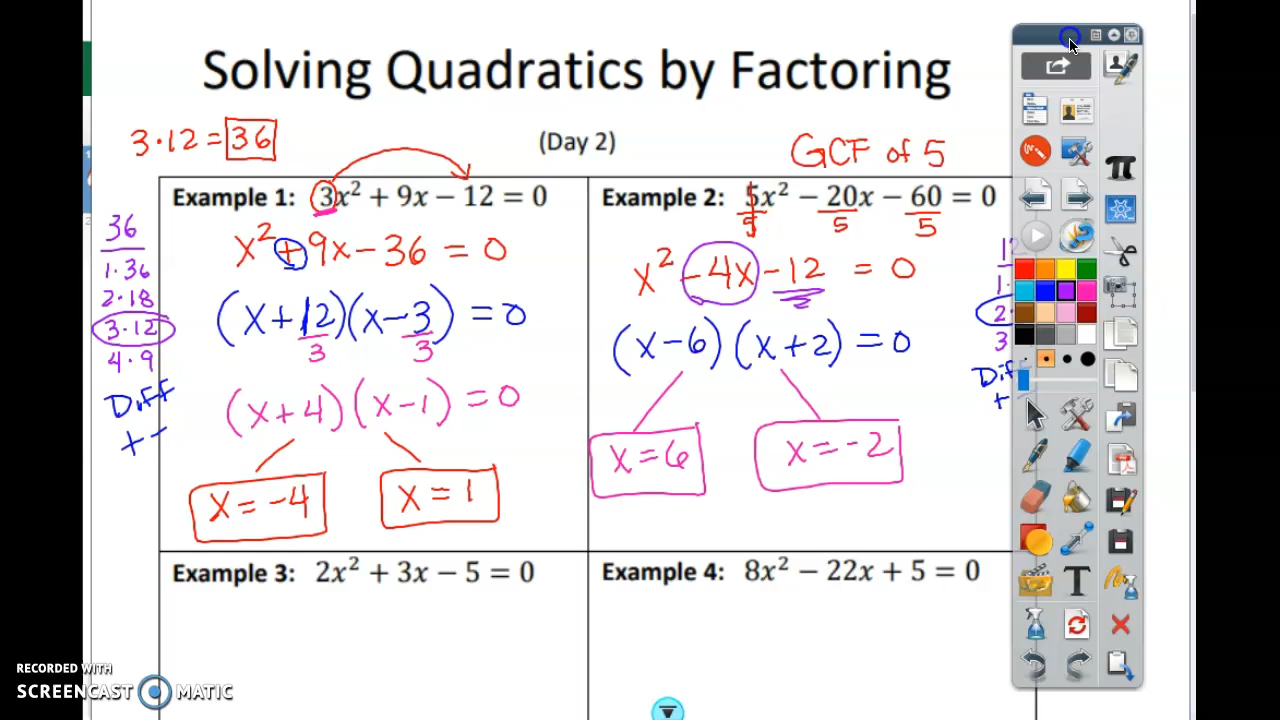 Solving Quadratics by Factoring
(Day 2)
3·12 = 36
GCF of 5
Example 1: 3x² + 9x − 12 = 0
x² + 9x − 36 = 0
(x + 12)(x − 3) = 0
3 3
(x + 4)(x − 1) = 0
x = −4
x = 1
36
1·36
2·18
3·12
4·9
Diff
+ −
Example 2: 5x² − 20x − 60 = 0
5 5 5
x² − 4x − 12 = 0
(x − 6)(x + 2) = 0
x = 6
x = −2
Example 3: 2x² + 3x − 5 = 0
Example 4: 8x² − 22x + 5 = 0
π
T
RECORDED WITH
SCREENCAST MATIC